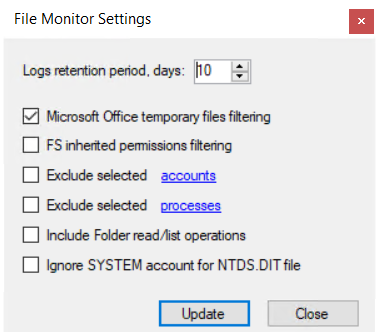 File Monitor Settings
Logs retention period, days: 10
Microsoft Office temporary files filtering
FS inherited permissions filtering
Exclude selected accounts
Exclude selected processes
Include Folder read/list operations
Ignore SYSTEM account for NTDS.DIT file
Update Close